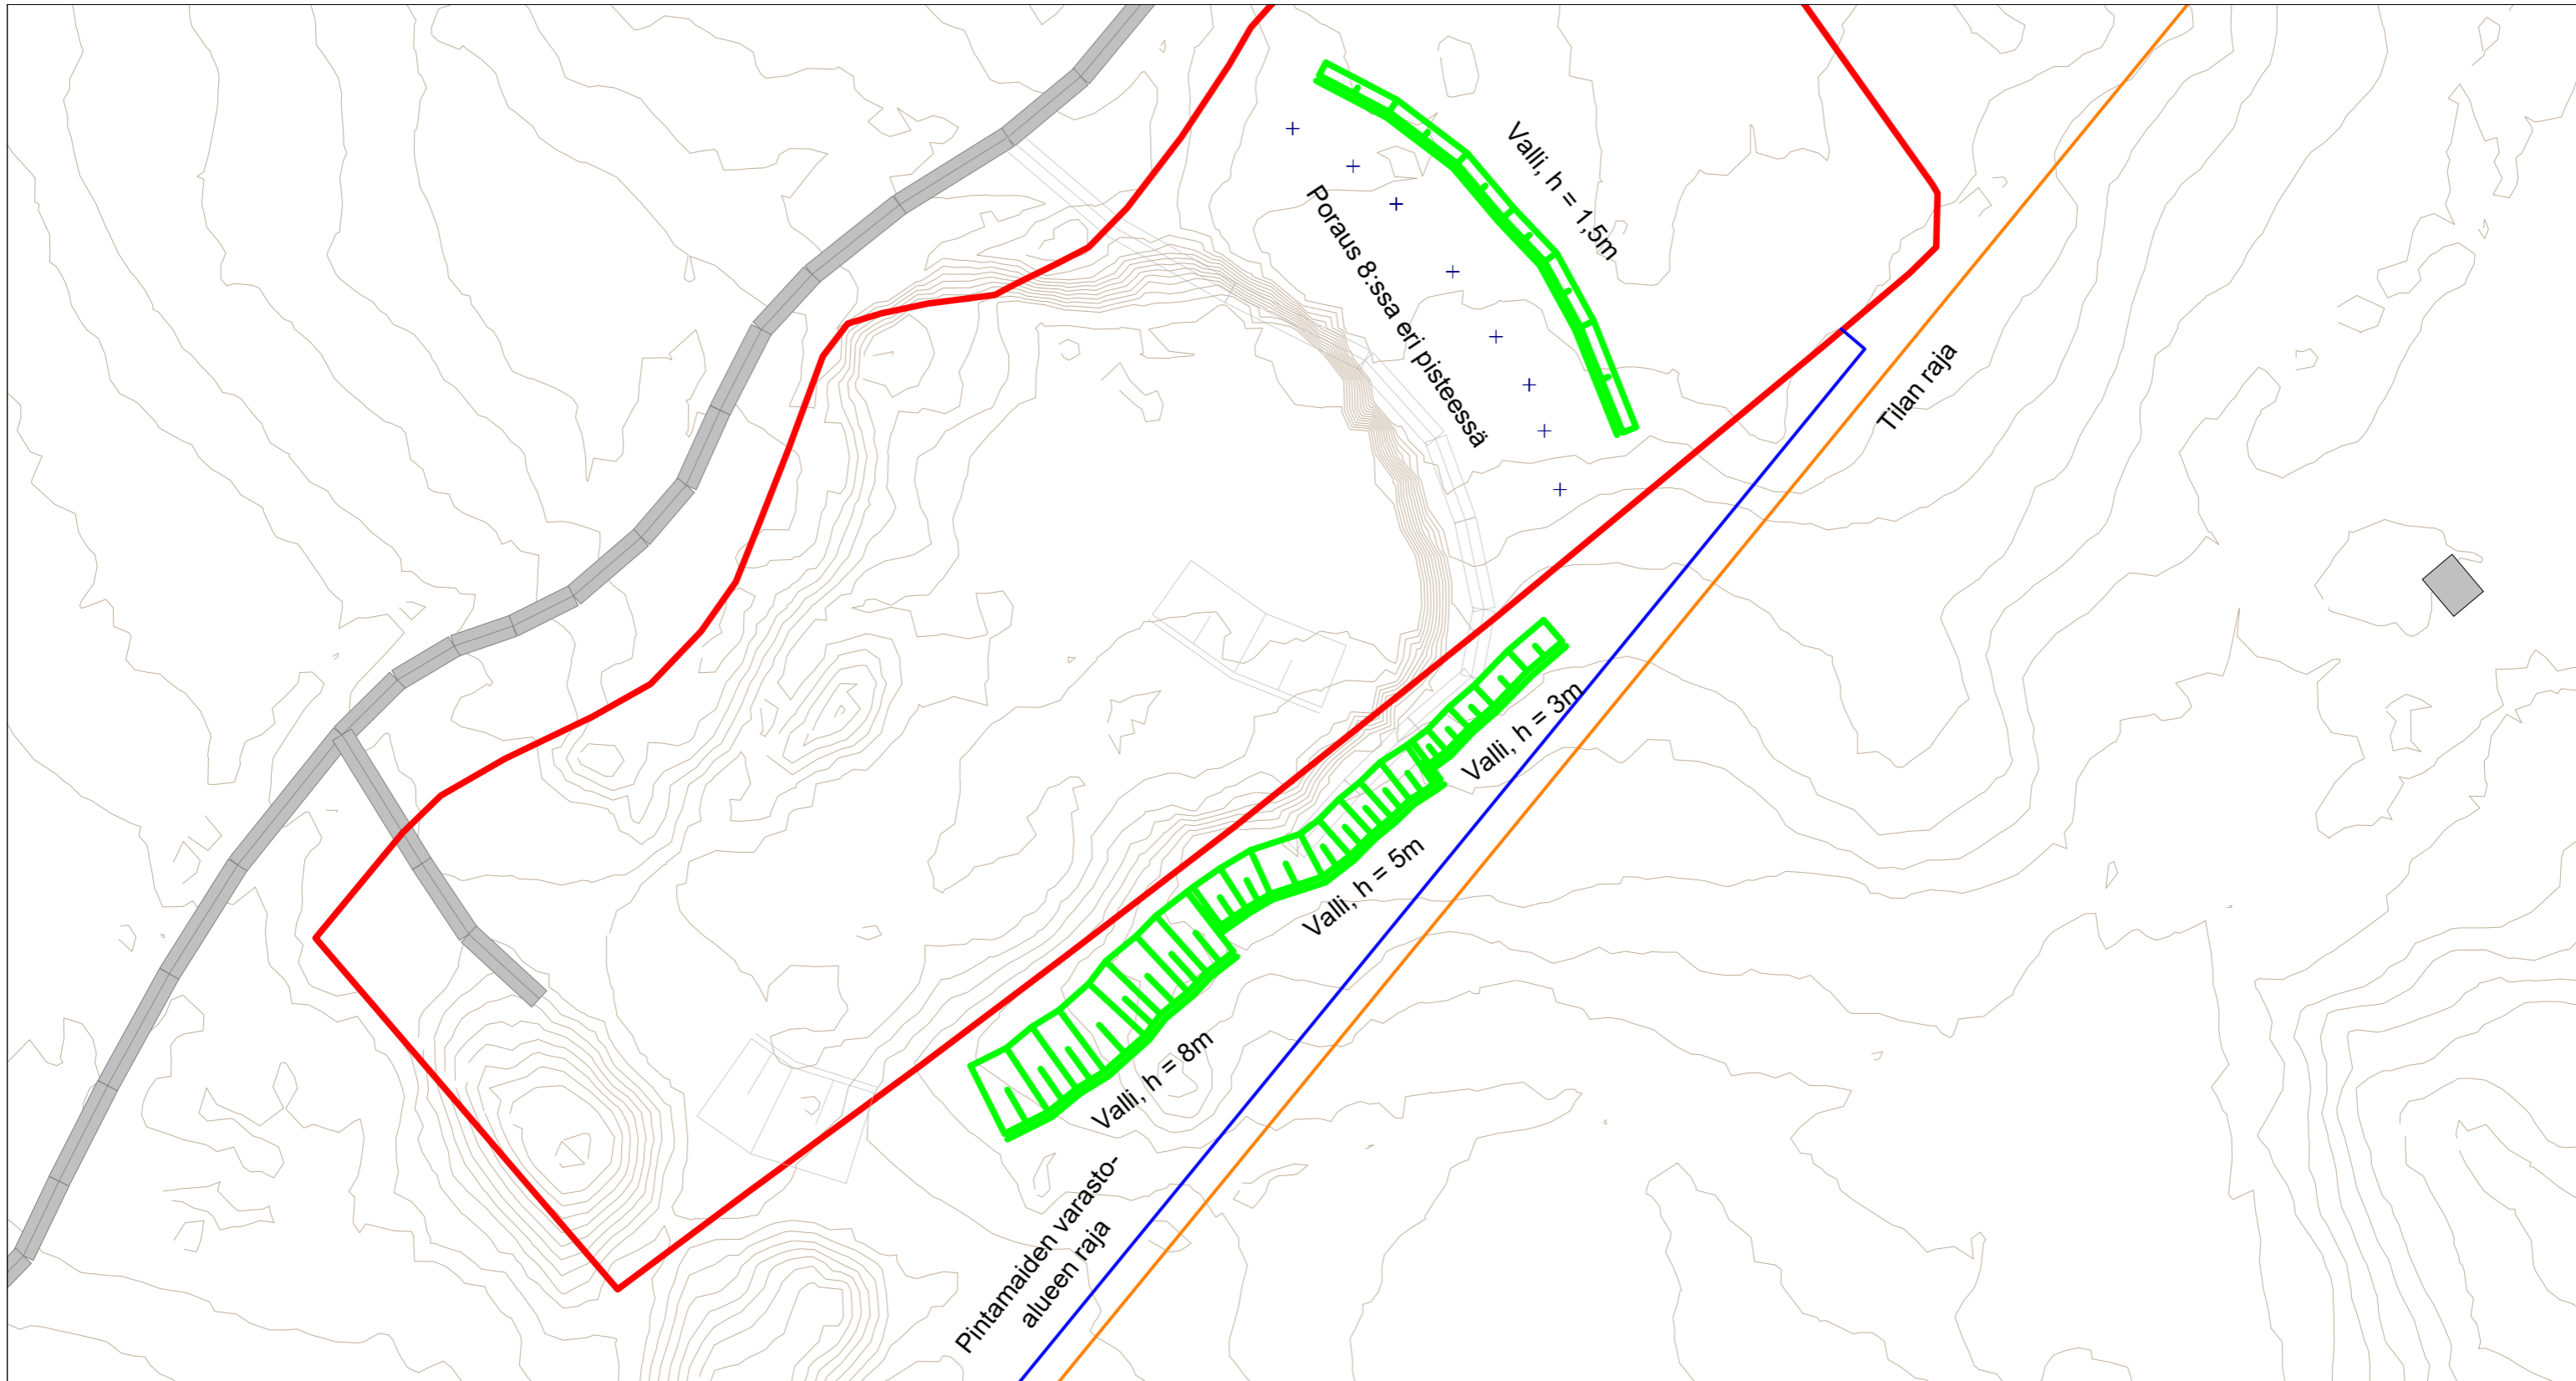 Valli, h = 1,5m
Poraus 8:ssa eri pisteessä
Tilan raja
Valli, h = 3m
Valli, h = 5m
Valli, h = 8m
Pintamaiden varasto-
alueen raja